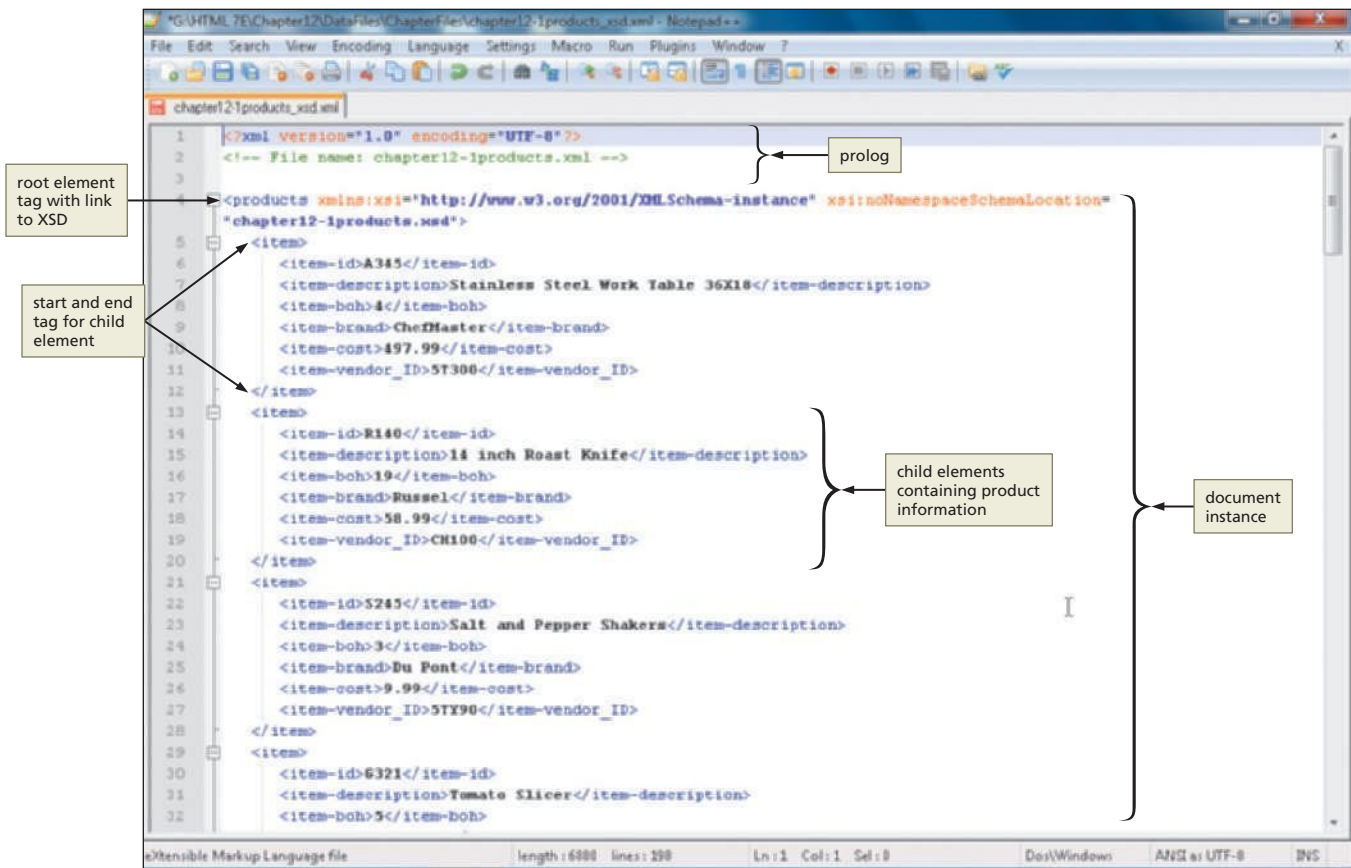 *G:\HTML 7E\Chapter12\DataFiles\ChapterFiles\chapter12-1products_xsd.xml - Notepad++
File Edit Search View Encoding Language Settings Macro Run Plugins Window ?
X
chapter12-1products_xsd.xml
1 <?xml version="1.0" encoding="UTF-8"?>
2 <!-- File name: chapter12-1products.xml -->
3
prolog
root element
tag with link
to XSD
4 <products xmlns:xsi="http://www.w3.org/2001/XMLSchema-instance" xsi:noNamespaceSchemaLocation=
"chapter12-1products.xsd">
5 <item>
6 <item-id>A345</item-id>
7 <item-description>Stainless Steel Work Table 36X18</item-description>
8 <item-boh>4</item-boh>
9 <item-brand>ChefMaster</item-brand>
10 <item-cost>497.99</item-cost>
11 <item-vendor_ID>5T300</item-vendor_ID>
12 </item>
start and end
tag for child
element
13 <item>
14 <item-id>R140</item-id>
15 <item-description>14 inch Roast Knife</item-description>
16 <item-boh>19</item-boh>
17 <item-brand>Russel</item-brand>
18 <item-cost>58.99</item-cost>
19 <item-vendor_ID>CH100</item-vendor_ID>
20 </item>
child elements
containing product
information
document
instance
21 <item>
22 <item-id>S245</item-id>
23 <item-description>Salt and Pepper Shakers</item-description>
24 <item-boh>3</item-boh>
25 <item-brand>Du Pont</item-brand>
26 <item-cost>9.99</item-cost>
27 <item-vendor_ID>5TX90</item-vendor_ID>
28 </item>
29 <item>
30 <item-id>G321</item-id>
31 <item-description>Tomato Slicer</item-description>
32 <item-boh>5</item-boh>
eXtensible Markup Language file length : 6800 lines : 198 Ln : 1 Col : 1 Sel : 0 Dos\Windows ANSI as UTF-8 INS